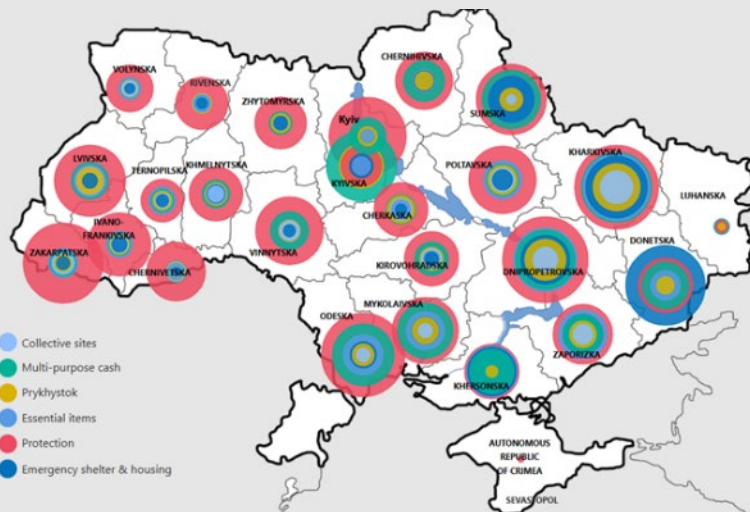 CHERNIHIVSKA
VOLYNSKA
RIVENSKA
ZHYTOMYRSKA
SUMSKA
Kyiv
KHARKIVSKA
LVIVSKA
TERNOPILSKA
KHMELNYTSKA
KYIVSKA
POLTAVSKA
LUHANSKA
IVANO-
FRANKIVSKA
CHERKASKA
ZAKARPATSKA
VINNYTSKA
DONETSKA
CHERNIVETSKA
KIROVOHRADSKA
DNIPROPETROVSKA
MYKOLAIVSKA
ODESKA
ZAPORIZKA
KHERSONSKA
Collective sites
Multi-purpose cash
Prykhystok
Essential items
Protection
Emergency shelter & housing
AUTONOMOUS
REPUBLIC
OF CRIMEA
SEVASTOPOL